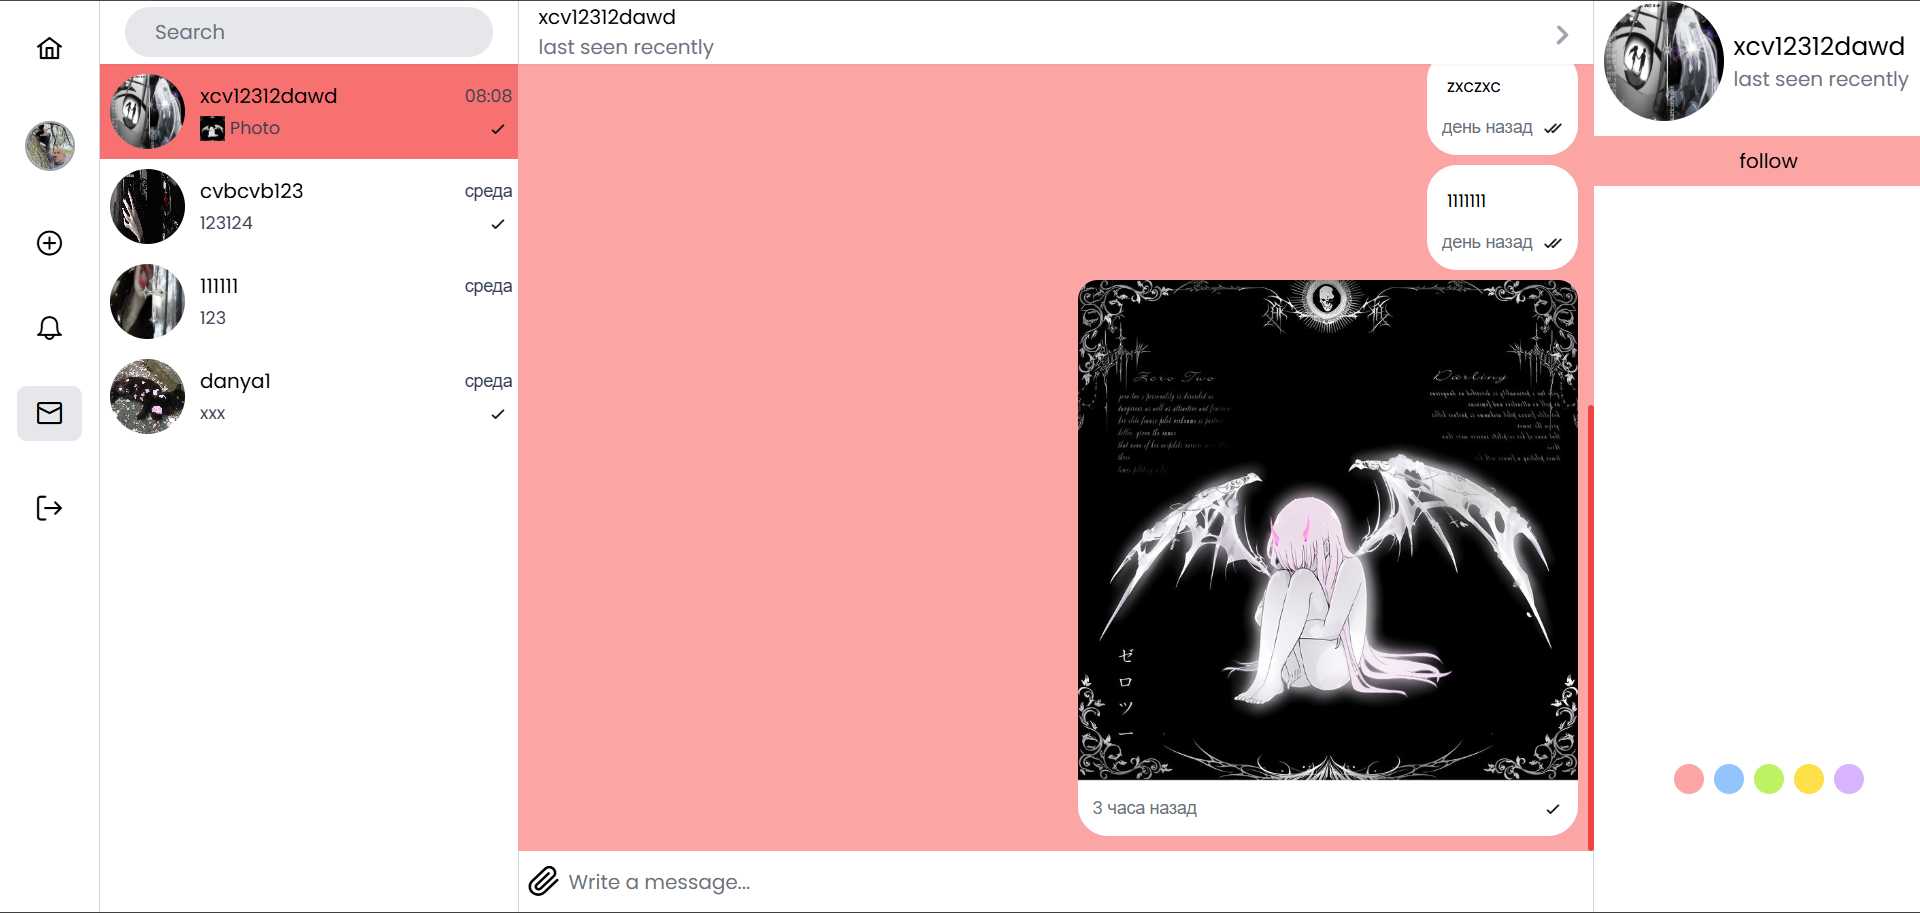 Search
xcv12312dawd
08:08
Photo
cvbcvb123
среда
123124
111111
среда
123
danya1
среда
xxx
xcv12312dawd
last seen recently
zxczxc
день назад
1111111
день назад
Zero Two
Darling
ゼロツー
3 часа назад
Write a message...
xcv12312dawd
last seen recently
follow